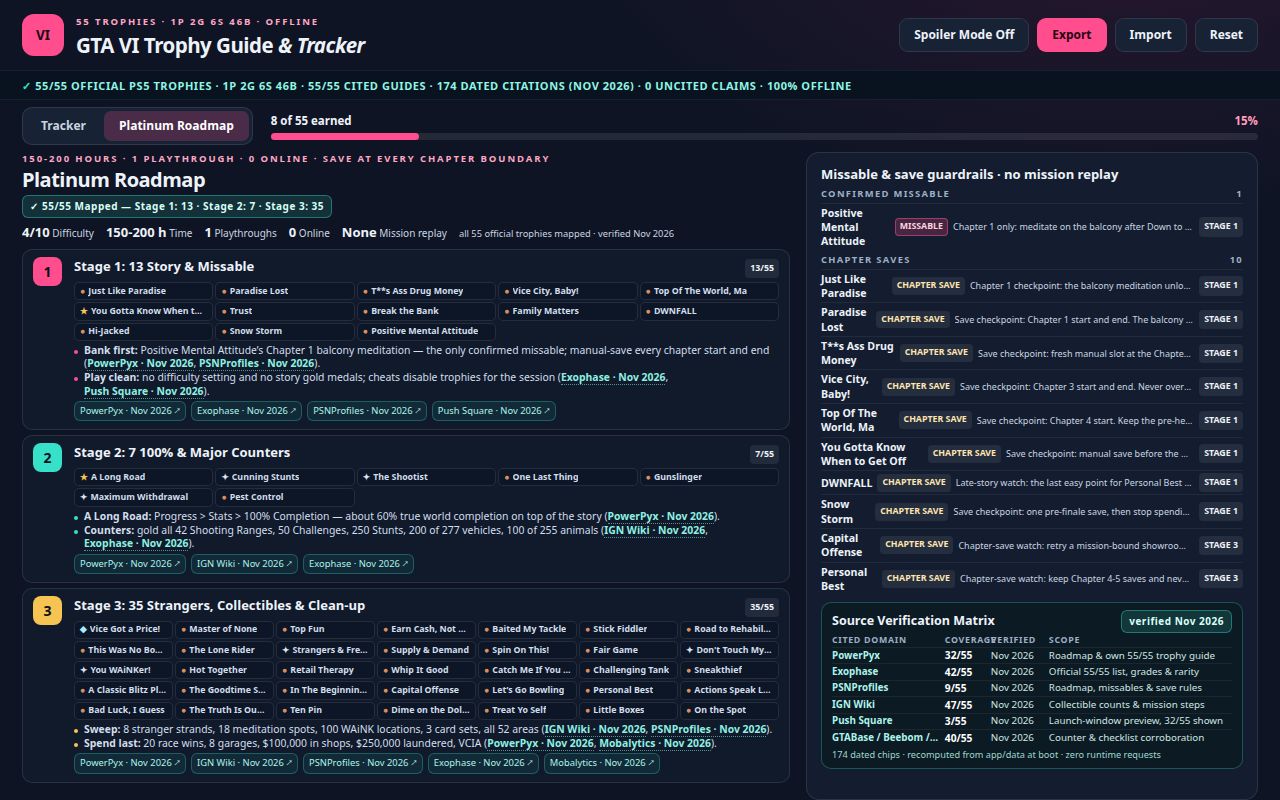 VI
55 TROPHIES · 1P 2G 6S 46B · OFFLINE
GTA VI Trophy Guide & Tracker
Spoiler Mode Off
Export
Import
Reset
✓ 55/55 OFFICIAL PS5 TROPHIES · 1P 2G 6S 46B · 55/55 CITED GUIDES · 174 DATED CITATIONS (NOV 2026) · 0 UNCITED CLAIMS · 100% OFFLINE
Tracker
Platinum Roadmap
8 of 55 earned
15%
150-200 HOURS · 1 PLAYTHROUGH · 0 ONLINE · SAVE AT EVERY CHAPTER BOUNDARY
Platinum Roadmap
✓ 55/55 Mapped — Stage 1: 13 · Stage 2: 7 · Stage 3: 35
4/10 Difficulty 150-200 h Time 1 Playthroughs 0 Online None Mission replay all 55 official trophies mapped · verified Nov 2026
1
Stage 1: 13 Story & Missable
13/55
● Just Like Paradise ● Paradise Lost ● T**s Ass Drug Money ● Vice City, Baby! ● Top Of The World, Ma
★ You Gotta Know When t... ● Trust ● Break the Bank ● Family Matters ● DWNFALL
● Hi-Jacked ● Snow Storm ● Positive Mental Attitude
• Bank first: Positive Mental Attitude's Chapter 1 balcony meditation — the only confirmed missable; manual-save every chapter start and end
(PowerPyx · Nov 2026, PSNProfiles · Nov 2026).
• Play clean: no difficulty setting and no story gold medals; cheats disable trophies for the session (Exophase · Nov 2026,
Push Square · Nov 2026).
PowerPyx · Nov 2026 ↗ Exophase · Nov 2026 ↗ PSNProfiles · Nov 2026 ↗ Push Square · Nov 2026 ↗
2
Stage 2: 7 100% & Major Counters
7/55
★ A Long Road ✦ Cunning Stunts ✦ The Shootist ● One Last Thing ● Gunslinger
✦ Maximum Withdrawal ● Pest Control
• A Long Road: Progress > Stats > 100% Completion — about 60% true world completion on top of the story (PowerPyx · Nov 2026).
• Counters: gold all 42 Shooting Ranges, 50 Challenges, 250 Stunts, 200 of 277 vehicles, 100 of 255 animals (IGN Wiki · Nov 2026,
Exophase · Nov 2026).
PowerPyx · Nov 2026 ↗ IGN Wiki · Nov 2026 ↗ Exophase · Nov 2026 ↗
3
Stage 3: 35 Strangers, Collectibles & Clean-up
35/55
◆ Vice Got a Price! ● Master of None ● Top Fun ● Earn Cash, Not ... ● Baited My Tackle ● Stick Fiddler ● Road to Rehabil...
● This Was No Bo... ● The Lone Rider ✦ Strangers & Fre... ● Supply & Demand ● Spin On This! ● Fair Game ✦ Don't Touch My...
✦ You WAiNKer! ● Hot Together ● Retail Therapy ● Whip It Good ● Catch Me If You ... ● Challenging Tank ● Sneakthief
● A Classic Blitz Pl... ● The Goodtime S... ● In The Beginnin... ● Capital Offense ● Let's Go Bowling ● Personal Best ● Actions Speak L...
● Bad Luck, I Guess ● The Truth Is Ou... ● Ten Pin ● Dime on the Dol... ● Treat Yo Self ● Little Boxes ● On the Spot
• Sweep: 8 stranger strands, 18 meditation spots, 100 WAiNK locations, 3 card sets, all 52 areas (IGN Wiki · Nov 2026, PSNProfiles · Nov 2026).
• Spend last: 20 race wins, 8 garages, $100,000 in shops, $250,000 laundered, VCIA (PowerPyx · Nov 2026, Mobalytics · Nov 2026).
PowerPyx · Nov 2026 ↗ IGN Wiki · Nov 2026 ↗ PSNProfiles · Nov 2026 ↗ Exophase · Nov 2026 ↗ Mobalytics · Nov 2026 ↗
Missable & save guardrails · no mission replay
CONFIRMED MISSABLE 1
Positive
Mental
Attitude
MISSABLE Chapter 1 only: meditate on the balcony after Down to ... STAGE 1
CHAPTER SAVES 10
Just Like
Paradise
CHAPTER SAVE Chapter 1 checkpoint: the balcony meditation unlo... STAGE 1
Paradise
Lost
CHAPTER SAVE Save checkpoint: Chapter 1 start and end. The balcony ... STAGE 1
T**s Ass Drug
Money
CHAPTER SAVE Save checkpoint: fresh manual slot at the Chapte... STAGE 1
Vice City,
Baby!
CHAPTER SAVE Save checkpoint: Chapter 3 start and end. Never over... STAGE 1
Top Of The
World, Ma
CHAPTER SAVE Save checkpoint: Chapter 4 start. Keep the pre-he... STAGE 1
You Gotta Know
When to Get Off
CHAPTER SAVE Save checkpoint: manual save before the ... STAGE 1
DWNFALL CHAPTER SAVE Late-story watch: the last easy point for Personal Best ... STAGE 1
Snow
Storm
CHAPTER SAVE Save checkpoint: one pre-finale save, then stop spendi... STAGE 1
Capital
Offense
CHAPTER SAVE Chapter-save watch: retry a mission-bound showroo... STAGE 3
Personal
Best
CHAPTER SAVE Chapter-save watch: keep Chapter 4-5 saves and nev... STAGE 3
Source Verification Matrix
verified Nov 2026
CITED DOMAIN COVERAGE VERIFIED SCOPE
PowerPyx 32/55 Nov 2026 Roadmap & own 55/55 trophy guide
Exophase 42/55 Nov 2026 Official 55/55 list, grades & rarity
PSNProfiles 9/55 Nov 2026 Roadmap, missables & save rules
IGN Wiki 47/55 Nov 2026 Collectible counts & mission steps
Push Square 3/55 Nov 2026 Launch-window preview, 32/55 shown
GTABase / Beebom /... 40/55 Nov 2026 Counter & checklist corroboration
174 dated chips · recomputed from app/data at boot · zero runtime requests